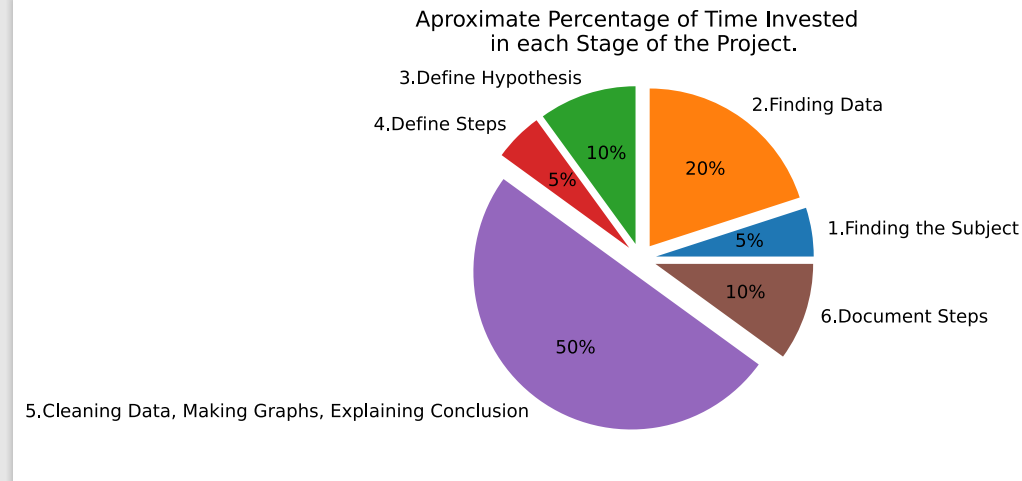 Aproximate Percentage of Time Invested
in each Stage of the Project.
3.Define Hypothesis
2.Finding Data
4.Define Steps
10%
20%
5%
1.Finding the Subject
5%
10%
6.Document Steps
50%
5.Cleaning Data, Making Graphs, Explaining Conclusion